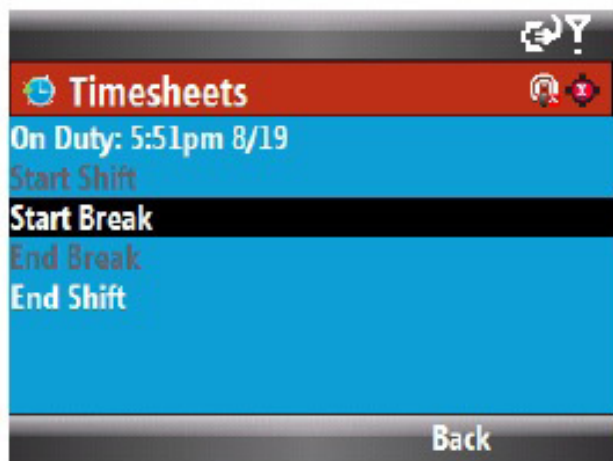 Timesheets
On Duty: 5:51pm 8/19
Start Shift
Start Break
End Break
End Shift
Back